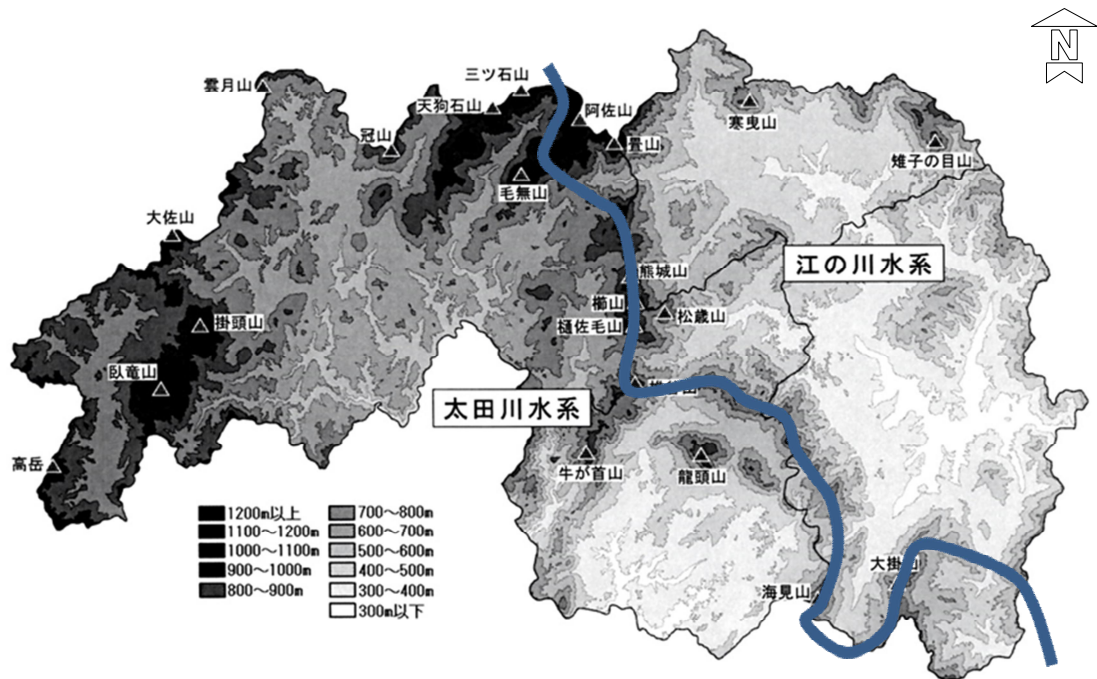 N
三ツ石山
雲月山
天狗石山
阿佐山
寒曳山
冠山
畳山
雉子の目山
毛無山
大佐山
江の川水系
熊城山
櫛山
松歳山
掛頭山
樋佐毛山
臥竜山
太田川水系
高岳
牛が首山
龍頭山
1200m以上
1100～1200m
1000～1100m
900～1000m
800～900m
700～800m
600～700m
500～600m
400～500m
300～400m
300m以下
大掛山
海見山